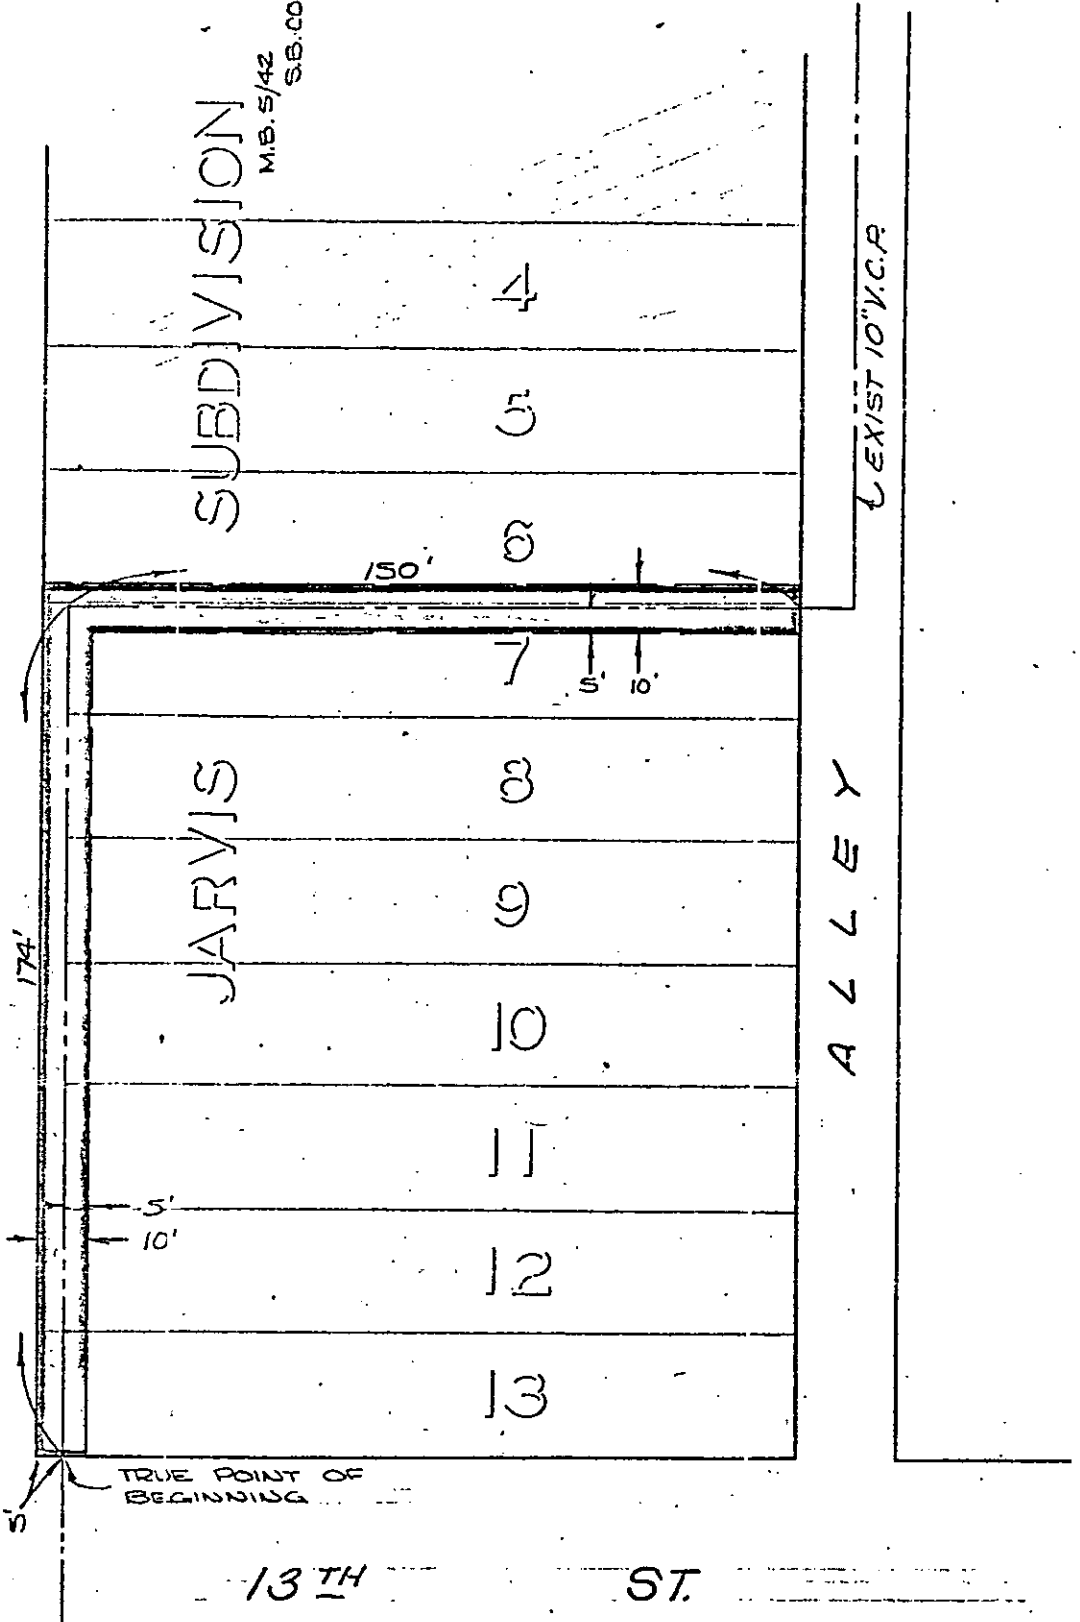 M.B. 5/42
S.B. CO
JARVIS SUBDIVISION
4
5
6
150'
7
5'
10'
EXIST 10" V.C.P.
174'
8
9
10
11
5'
10'
12
13
ALLEY
5'
TRUE POINT OF
BEGINNING
13TH ST.